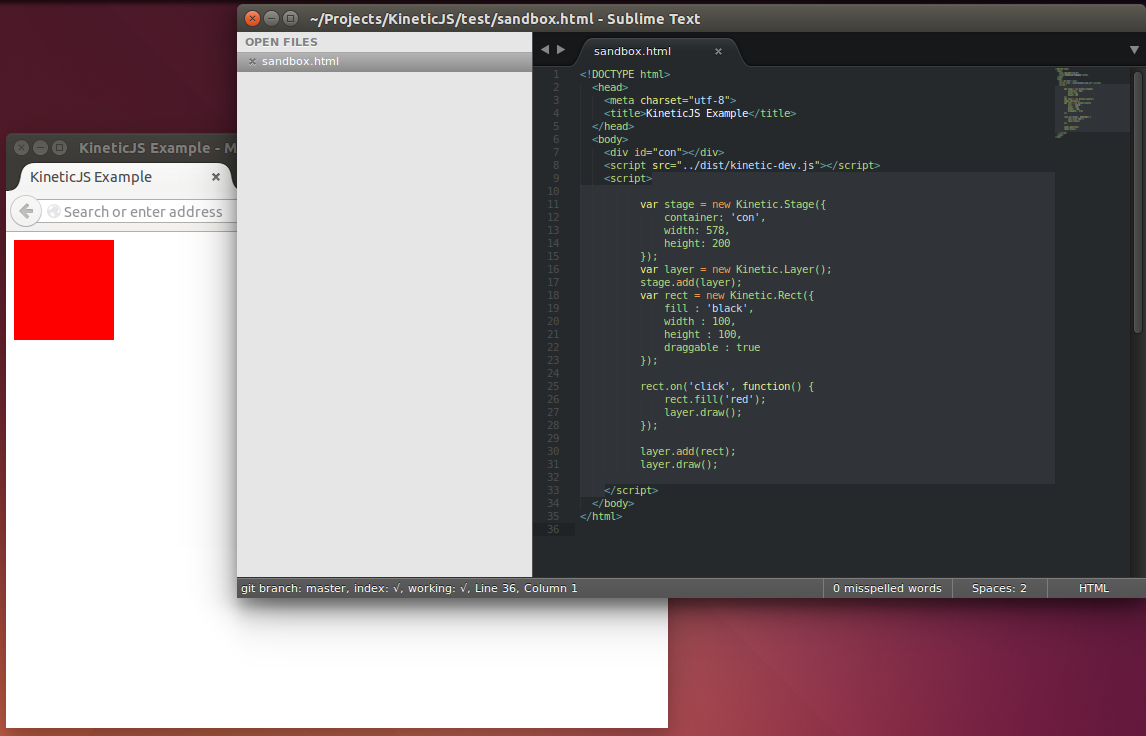 ~/Projects/KineticJS/test/sandbox.html - Sublime Text
OPEN FILES
sandbox.html
sandbox.html
KineticJS Example - M
KineticJS Example
Search or enter address
1 <!DOCTYPE html>
2 <head>
3 <meta charset="utf-8">
4 <title>KineticJS Example</title>
5 </head>
6 <body>
7 <div id="con"></div>
8 <script src="../dist/kinetic-dev.js"></script>
9 <script>
10
11 var stage = new Kinetic.Stage({
12 container: 'con',
13 width: 578,
14 height: 200
15 });
16 var layer = new Kinetic.Layer();
17 stage.add(layer);
18 var rect = new Kinetic.Rect({
19 fill : 'black',
20 width : 100,
21 height : 100,
22 draggable : true
23 });
24
25 rect.on('click', function() {
26 rect.fill('red');
27 layer.draw();
28 });
29
30 layer.add(rect);
31 layer.draw();
32
33 </script>
34 </body>
35 </html>
36
git branch: master, index: √, working: √, Line 36, Column 1
0 misspelled words
Spaces: 2
HTML